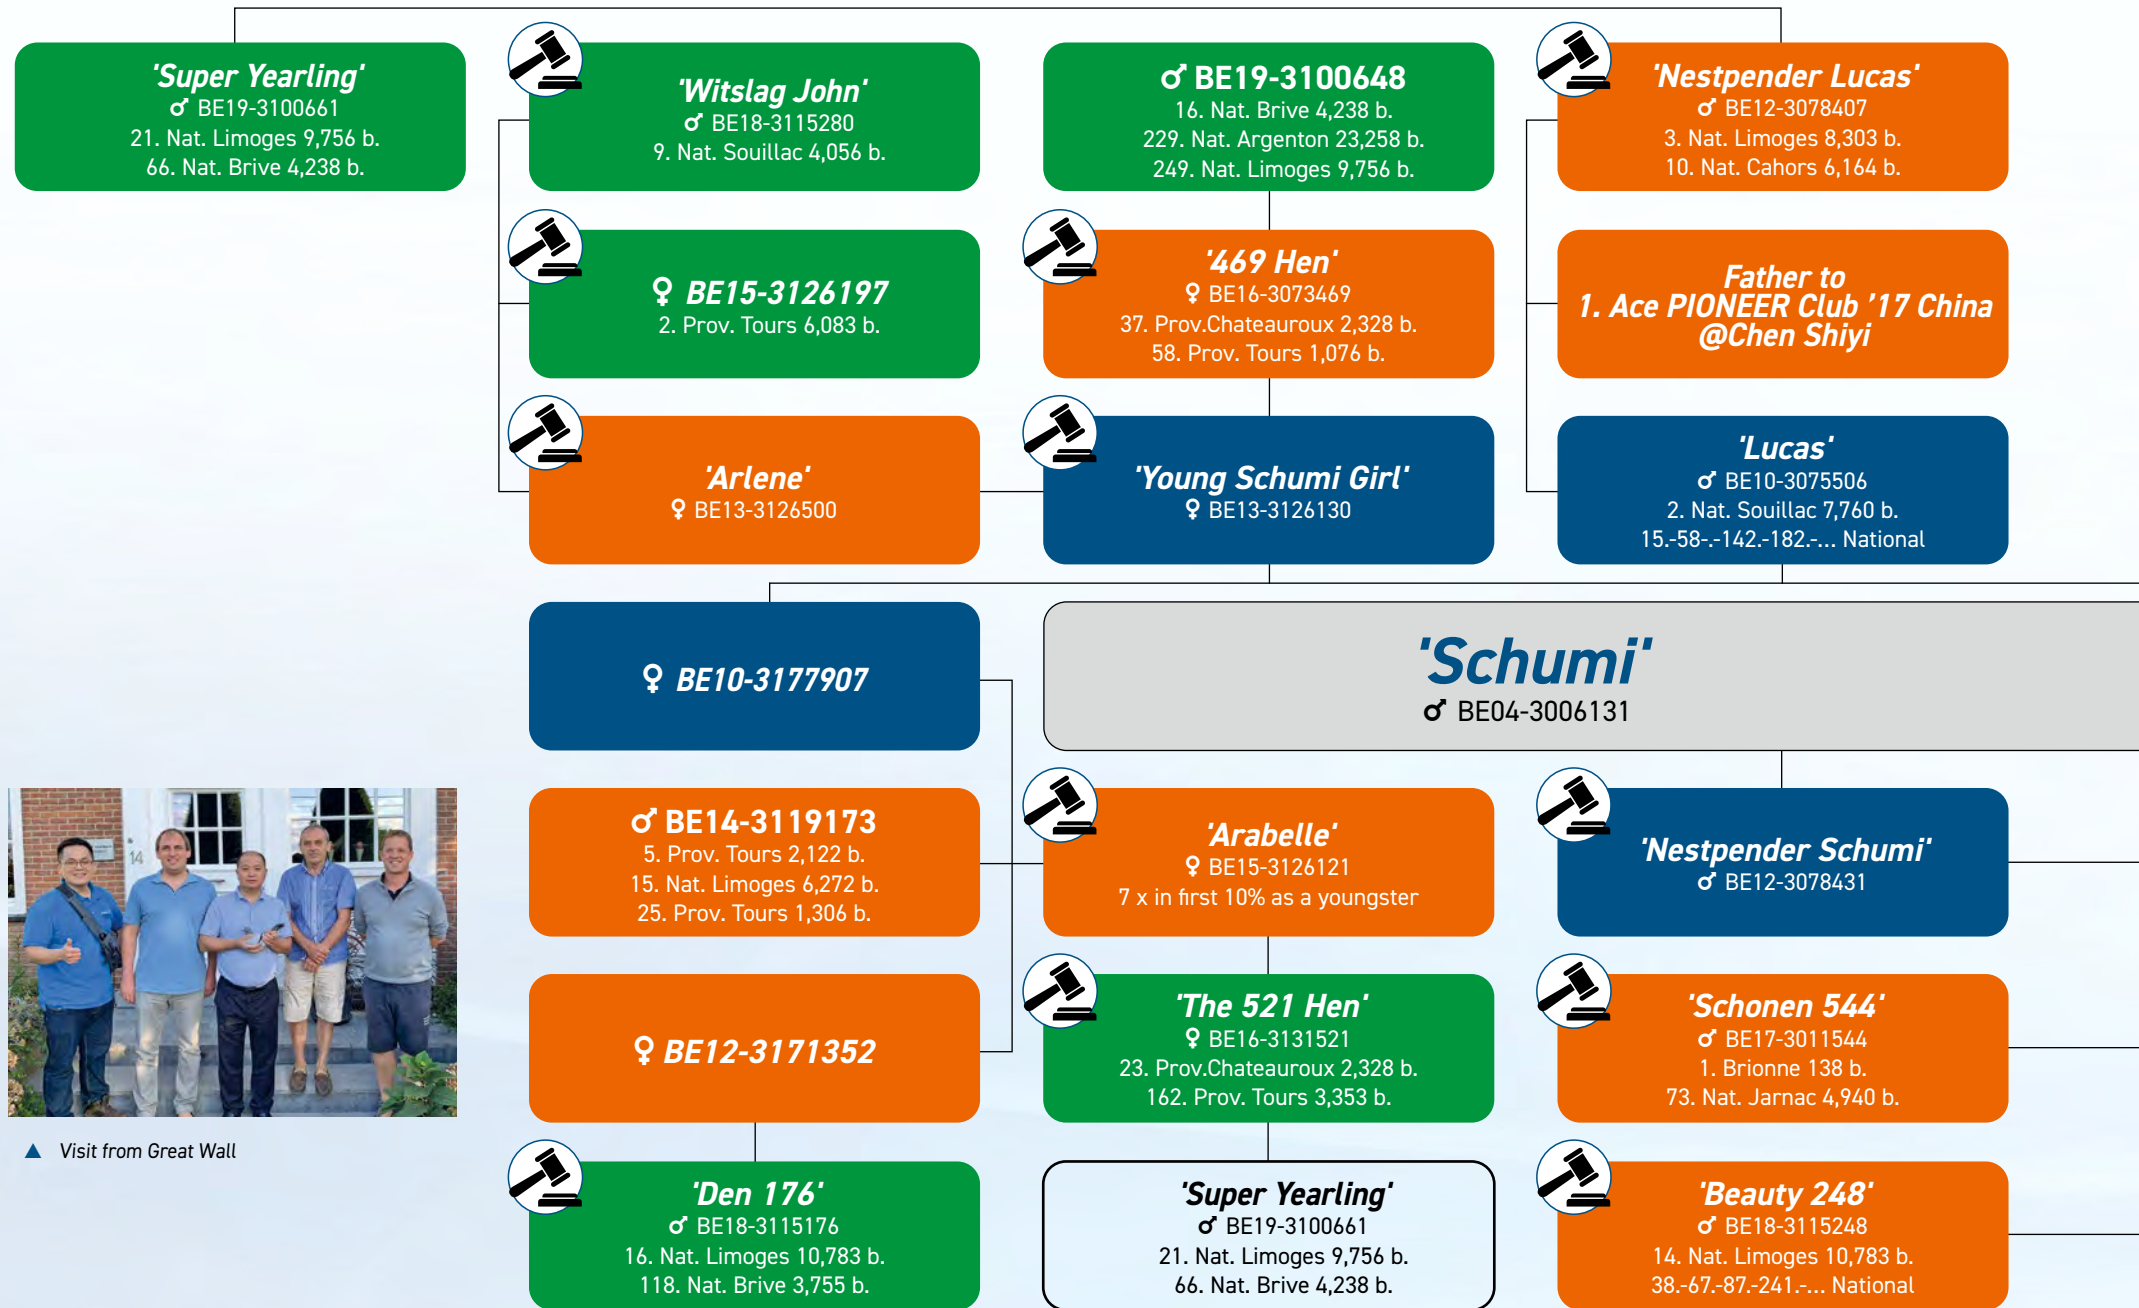 'Super Yearling'
♂ BE19-3100661
21. Nat. Limoges 9,756 b.
66. Nat. Brive 4,238 b.
'Witslag John'
♂ BE18-3115280
9. Nat. Souillac 4,056 b.
♂ BE19-3100648
16. Nat. Brive 4,238 b.
229. Nat. Argenton 23,258 b.
249. Nat. Limoges 9,756 b.
'Nestpender Lucas'
♂ BE12-3078407
3. Nat. Limoges 8,303 b.
10. Nat. Cahors 6,164 b.
♀ BE15-3126197
2. Prov. Tours 6,083 b.
'469 Hen'
♀ BE16-3073469
37. Prov.Chateauroux 2,328 b.
58. Prov. Tours 1,076 b.
Father to
1. Ace PIONEER Club '17 China
@Chen Shiyi
'Arlene'
♀ BE13-3126500
'Young Schumi Girl'
♀ BE13-3126130
'Lucas'
♂ BE10-3075506
2. Nat. Souillac 7,760 b.
15.-58-.-142.-182.-... National
♀ BE10-3177907
'Schumi'
♂ BE04-3006131
♂ BE14-3119173
5. Prov. Tours 2,122 b.
15. Nat. Limoges 6,272 b.
25. Prov. Tours 1,306 b.
'Arabelle'
♀ BE15-3126121
7 x in first 10% as a youngster
'Nestpender Schumi'
♂ BE12-3078431
14
♀ BE12-3171352
'The 521 Hen'
♀ BE16-3131521
23. Prov.Chateauroux 2,328 b.
162. Prov. Tours 3,353 b.
'Schonen 544'
♂ BE17-3011544
1. Brionne 138 b.
73. Nat. Jarnac 4,940 b.
▲ Visit from Great Wall
'Den 176'
♂ BE18-3115176
16. Nat. Limoges 10,783 b.
118. Nat. Brive 3,755 b.
'Super Yearling'
♂ BE19-3100661
21. Nat. Limoges 9,756 b.
66. Nat. Brive 4,238 b.
'Beauty 248'
♂ BE18-3115248
14. Nat. Limoges 10,783 b.
38.-67.-87.-241.-... National